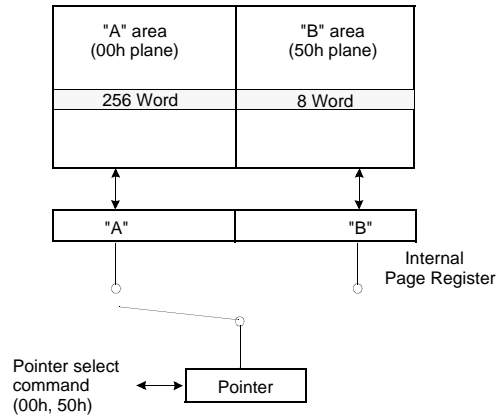 "A" area
(00h plane)
"B" area
(50h plane)
256 Word
8 Word
"A"
"B"
Internal
Page Register
Pointer select
command
(00h, 50h)
Pointer